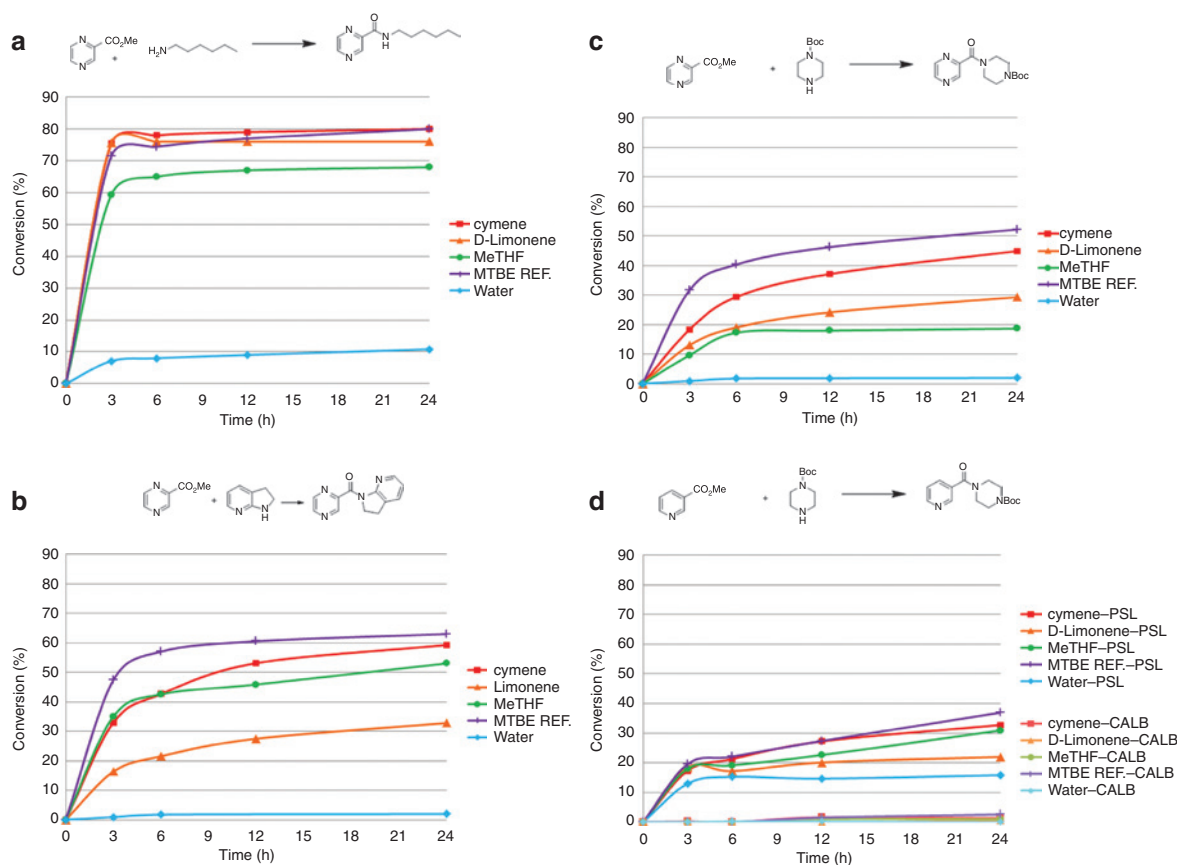 a
N
N
CO2Me
+
H2N
N
N
O
N
H
90
80
70
60
50
40
30
20
10
0
Conversion (%)
0 3 6 9 12 15 18 21 24
Time (h)
cymene
D-Limonene
MeTHF
MTBE REF.
Water
c
N
N
CO2Me
+
Boc
N
N
H
N
N
O
N
NBoc
90
80
70
60
50
40
30
20
10
0
Conversion (%)
0 3 6 9 12 15 18 21 24
Time (h)
cymene
D-Limonene
MeTHF
MTBE REF.
Water
b
N
N
CO2Me
+
N
N
H
N
N
O
N
N
90
80
70
60
50
40
30
20
10
0
Conversion (%)
0 3 6 9 12 15 18 21 24
Time (h)
cymene
Limonene
MeTHF
MTBE REF.
Water
d
CO2Me
N
+
Boc
N
N
H
O
N
N
NBoc
90
80
70
60
50
40
30
20
10
0
Conversion (%)
0 3 6 9 12 15 18 21 24
Time (h)
cymene–PSL
D-Limonene–PSL
MeTHF–PSL
MTBE REF.–PSL
Water–PSL
cymene–CALB
D-Limonene–CALB
MeTHF–CALB
MTBE REF.–CALB
Water–CALB